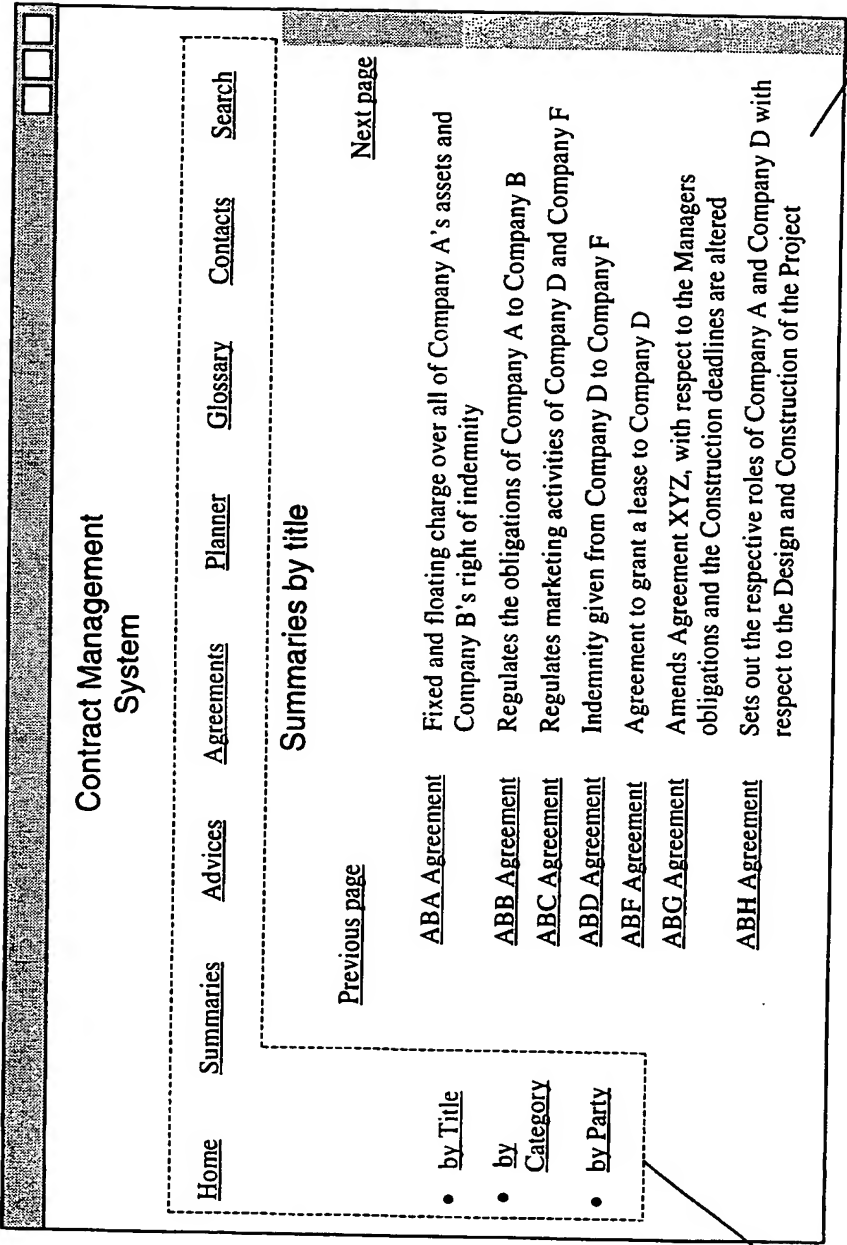 Contract Management
System
Home Summaries Advices Agreements Planner Glossary Contacts Search
Summaries by title
Previous page Next page
• by Title
• by
Category
• by Party
ABA Agreement Fixed and floating charge over all of Company A's assets and
Company B's right of indemnity
ABB Agreement Regulates the obligations of Company A to Company B
ABC Agreement Regulates marketing activities of Company D and Company F
ABD Agreement Indemnity given from Company D to Company F
ABF Agreement Agreement to grant a lease to Company D
ABG Agreement Amends Agreement XYZ, with respect to the Managers
obligations and the Construction deadlines are altered
ABH Agreement Sets out the respective roles of Company A and Company D with
respect to the Design and Construction of the Project